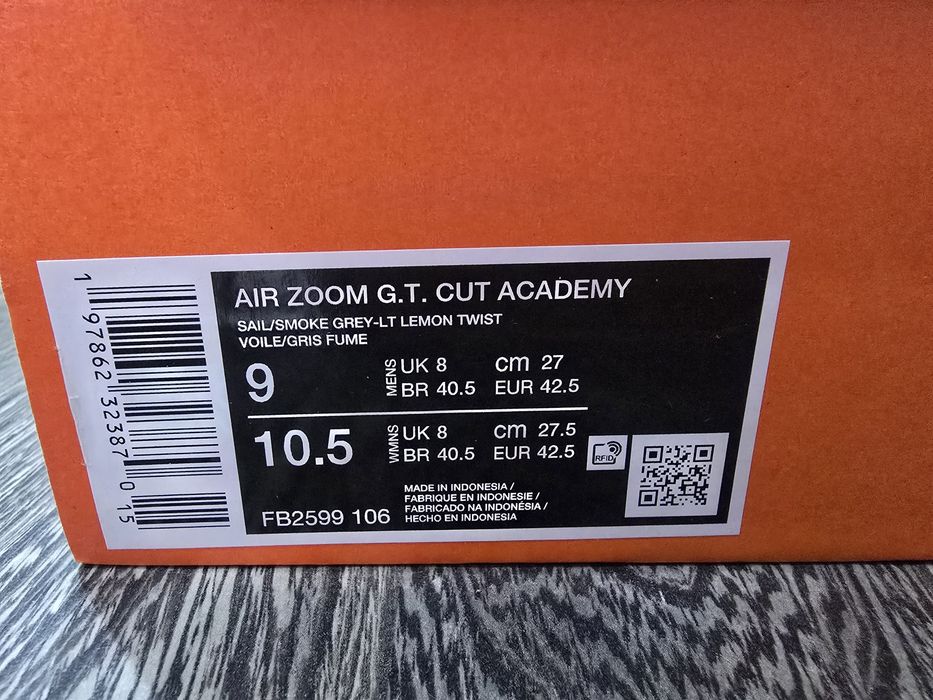 AIR ZOOM G.T. CUT ACADEMY
SAIL/SMOKE GREY-LT LEMON TWIST
VOILE/GRIS FUME
9 MENS UK 8 cm 27
BR 40.5 EUR 42.5
10.5 WMNS UK 8 cm 27.5
BR 40.5 EUR 42.5
RFID
MADE IN INDONESIA /
FABRIQUE EN INDONESIE /
FABRICADO NA INDONÉSIA /
HECHO EN INDONESIA
FB2599 106
1 97862 32387 0 15